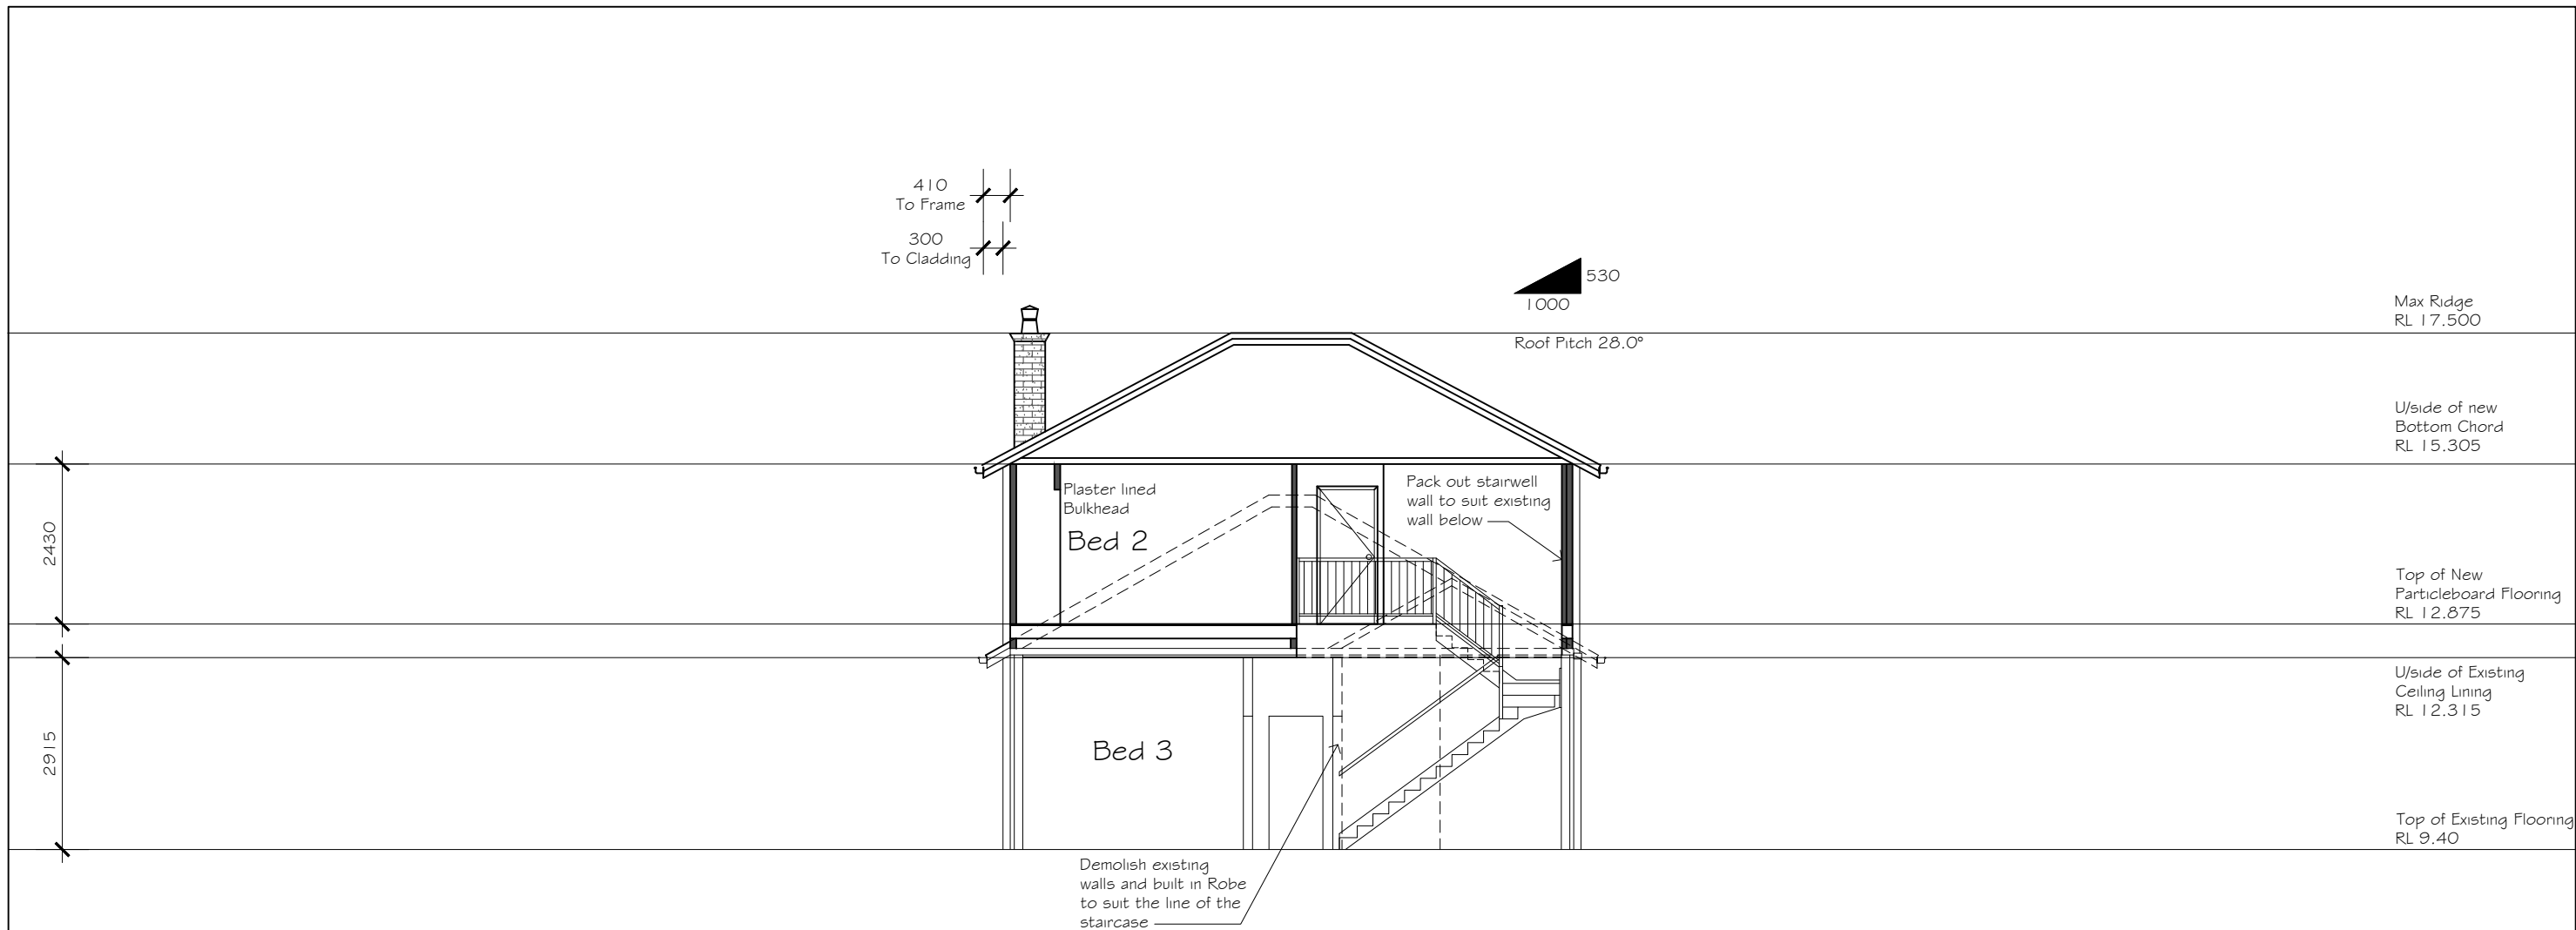 410
To Frame
300
To Cladding
530
1000
Roof Pitch 28.0°
Max Ridge
RL 17.500
U/side of new
Bottom Chord
RL 15.305
Plaster lined
Bulkhead
Bed 2
Pack out stairwell
wall to suit existing
wall below
2430
Top of New
Particleboard Flooring
RL 12.875
U/side of Existing
Ceiling Lining
RL 12.315
2915
Bed 3
Top of Existing Flooring
RL 9.40
Demolish existing
walls and built in Robe
to suit the line of the
staircase